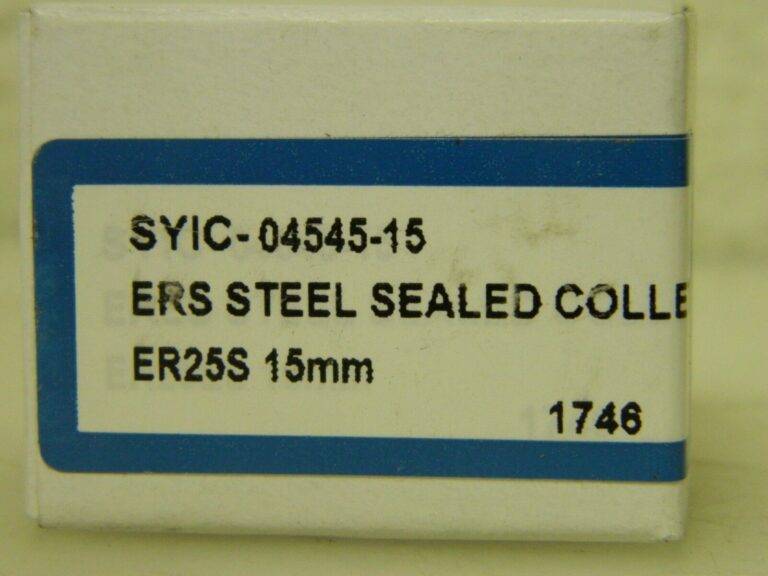 SYIC-04545-15
ERS STEEL SEALED COLLE
ER25S 15mm
1746